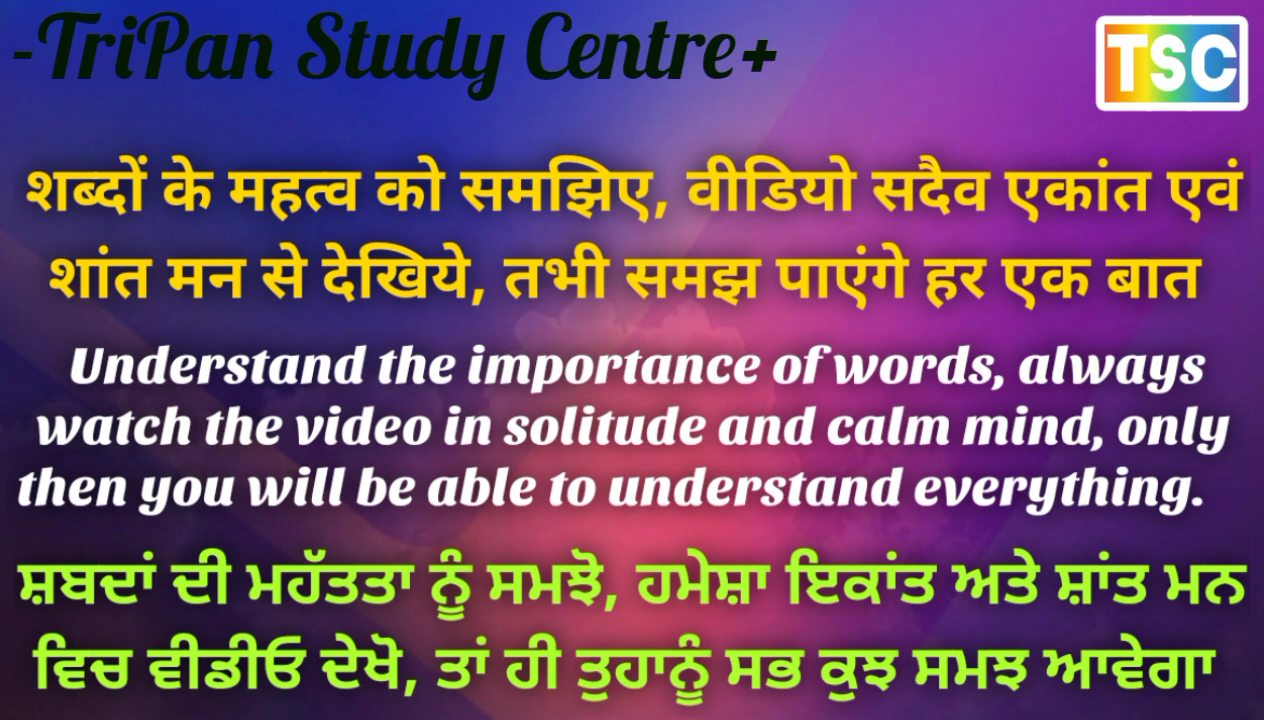 -TriPan Study Centre+
TSC
शब्दों के महत्व को समझिए, वीडियो सदैव एकांत एवं
शांत मन से देखिये, तभी समझ पाएंगे हर एक बात
Understand the importance of words, always
watch the video in solitude and calm mind, only
then you will be able to understand everything.
ਸ਼ਬਦਾਂ ਦੀ ਮਹੱਤਤਾ ਨੂੰ ਸਮਝੋ, ਹਮੇਸ਼ਾ ਇਕਾਂਤ ਅਤੇ ਸ਼ਾਂਤ ਮਨ
ਵਿਚ ਵੀਡੀਓ ਦੇਖੋ, ਤਾਂ ਹੀ ਤੁਹਾਨੂੰ ਸਭ ਕੁਝ ਸਮਝ ਆਵੇਗਾ